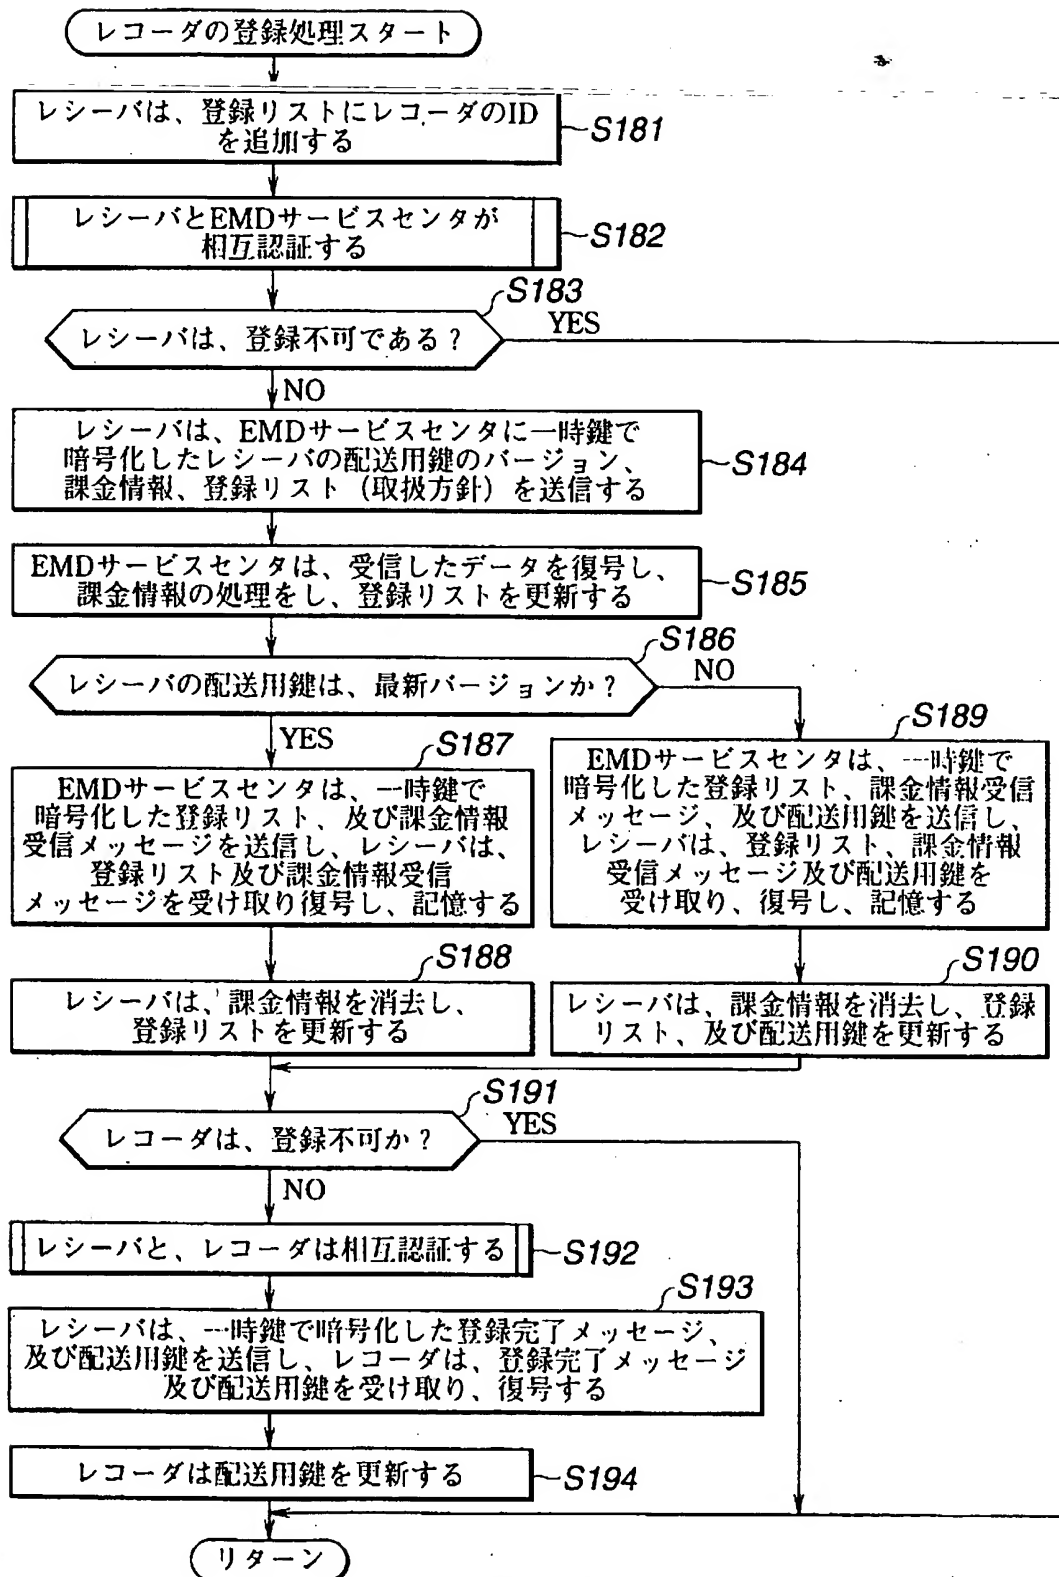 レコーダの登録処理スタート
レシーバは、登録リストにレコーダのID
を追加する
S181
レシーバとEMDサービスセンタが
相互認証する
S182
S183
レシーバは、登録不可である?
YES
NO
レシーバは、EMDサービスセンタに一時鍵で
暗号化したレシーバの配送用鍵のバージョン、
課金情報、登録リスト(取扱方針)を送信する
S184
EMDサービスセンタは、受信したデータを復号し、
課金情報の処理をし、登録リストを更新する
S185
S186
レシーバの配送用鍵は、最新バージョンか?
NO
YES
S187
EMDサービスセンタは、一時鍵で
暗号化した登録リスト、及び課金情報
受信メッセージを送信し、レシーバは、
登録リスト及び課金情報受信
メッセージを受け取り復号し、記憶する
S189
EMDサービスセンタは、一時鍵で
暗号化した登録リスト、課金情報受信
メッセージ、及び配送用鍵を送信し、
レシーバは、登録リスト、課金情報
受信メッセージ及び配送用鍵を
受け取り、復号し、記憶する
S188
レシーバは、課金情報を消去し、
登録リストを更新する
S190
レシーバは、課金情報を消去し、登録
リスト、及び配送用鍵を更新する
S191
レコーダは、登録不可か?
YES
NO
レシーバと、レコーダは相互認証する
S192
S193
レシーバは、一時鍵で暗号化した登録完了メッセージ、
及び配送用鍵を送信し、レコーダは、登録完了メッセージ
及び配送用鍵を受け取り、復号する
レコーダは配送用鍵を更新する
S194
リターン